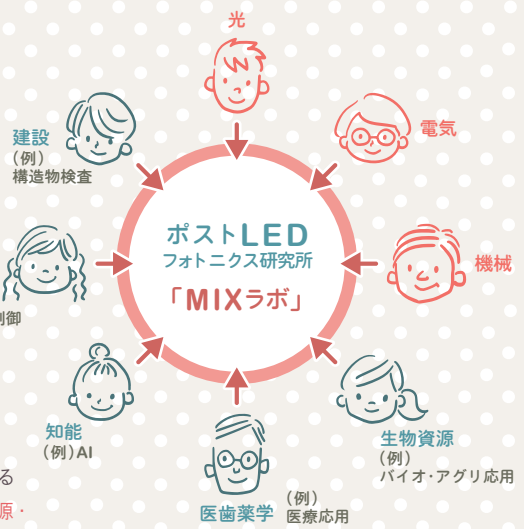 光
電気
建設
(例)
構造物検査
ポストLED
フォトニクス研究所
「MIXラボ」
機械
制御
知能
(例)AI
生物資源
(例)
バイオ・アグリ応用
る
源・
医歯薬学
(例)
医療応用